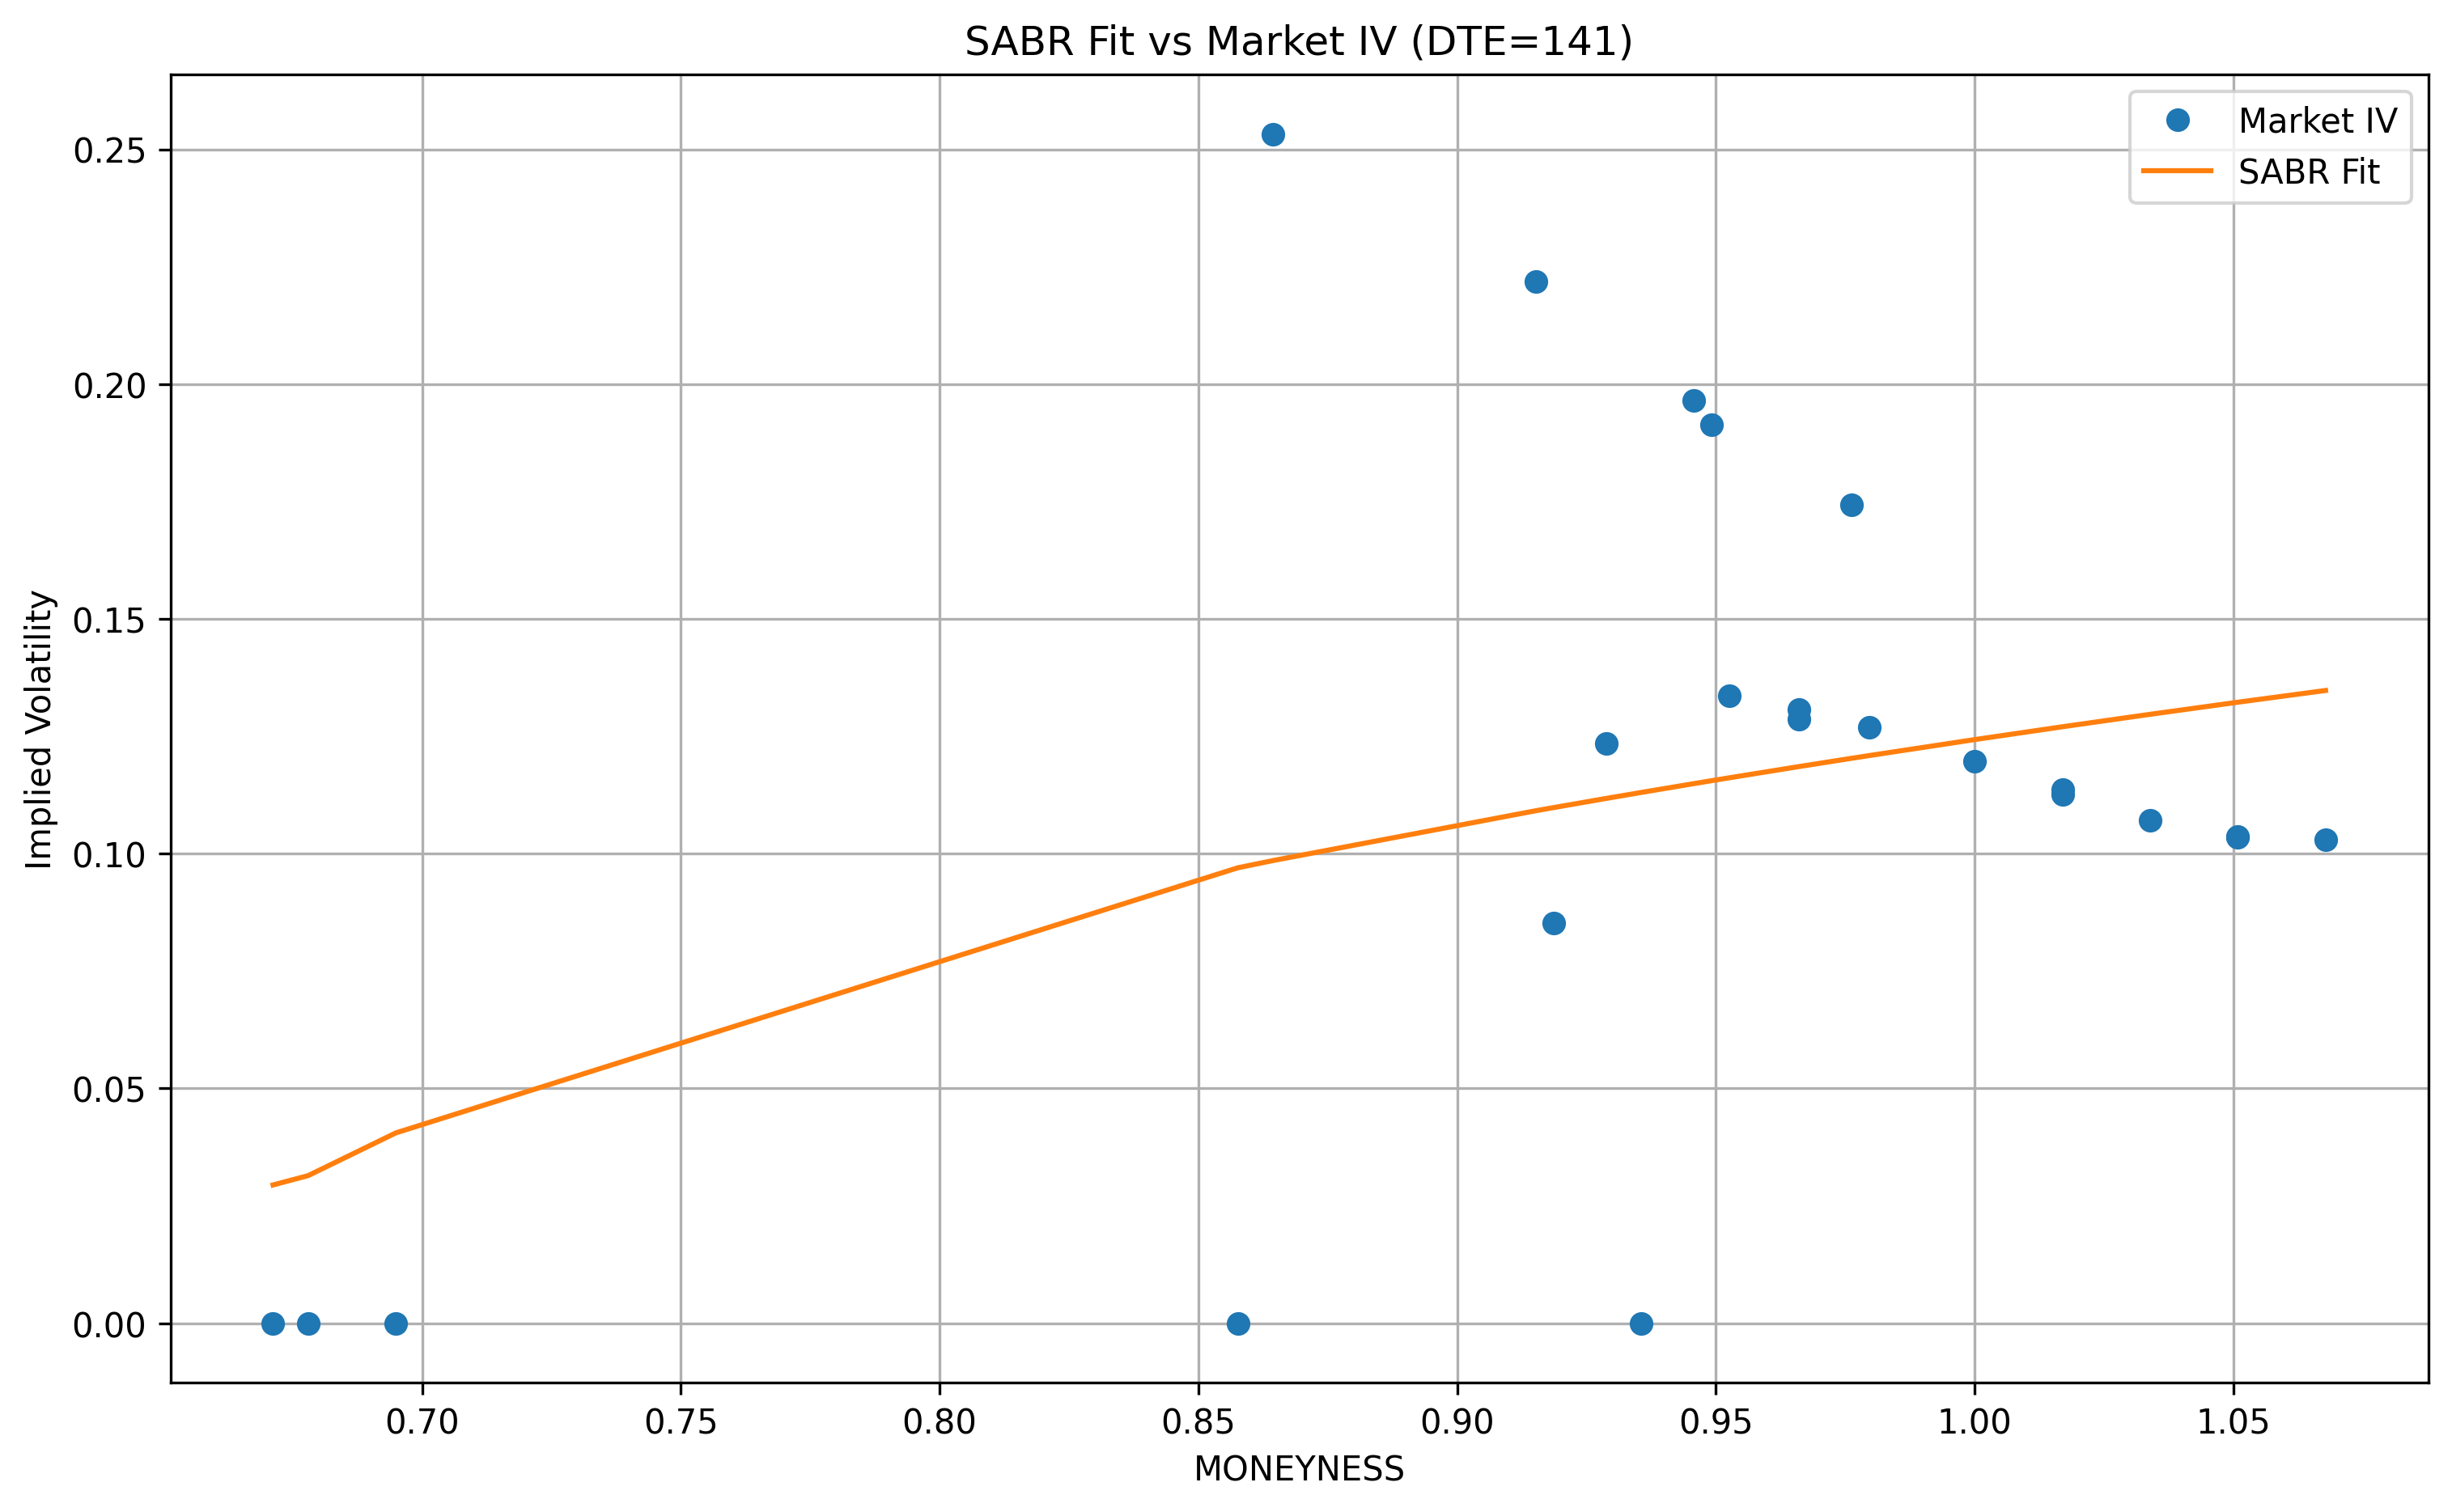 SABR Fit vs Market IV (DTE=141)
Market IV
SABR Fit
Implied Volatility
0.25
0.20
0.15
0.10
0.05
0.00
0.70 0.75 0.80 0.85 0.90 0.95 1.00 1.05
MONEYNESS